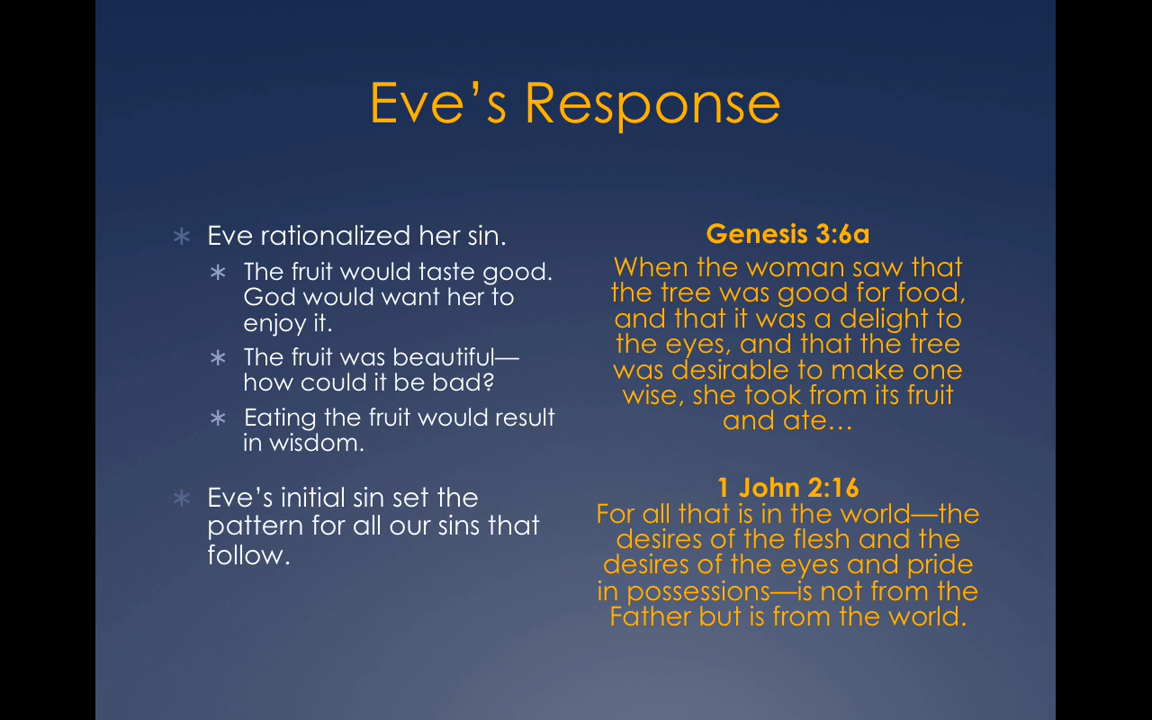 Eve’s Response
Eve rationalized her sin.
The fruit would taste good.
God would want her to
enjoy it.
The fruit was beautiful—
how could it be bad?
Eating the fruit would result
in wisdom.
Eve’s initial sin set the
pattern for all our sins that
follow.
Genesis 3:6a
When the woman saw that
the tree was good for food,
and that it was a delight to
the eyes, and that the tree
was desirable to make one
wise, she took from its fruit
and ate…
1 John 2:16
For all that is in the world—the
desires of the flesh and the
desires of the eyes and pride
in possessions—is not from the
Father but is from the world.